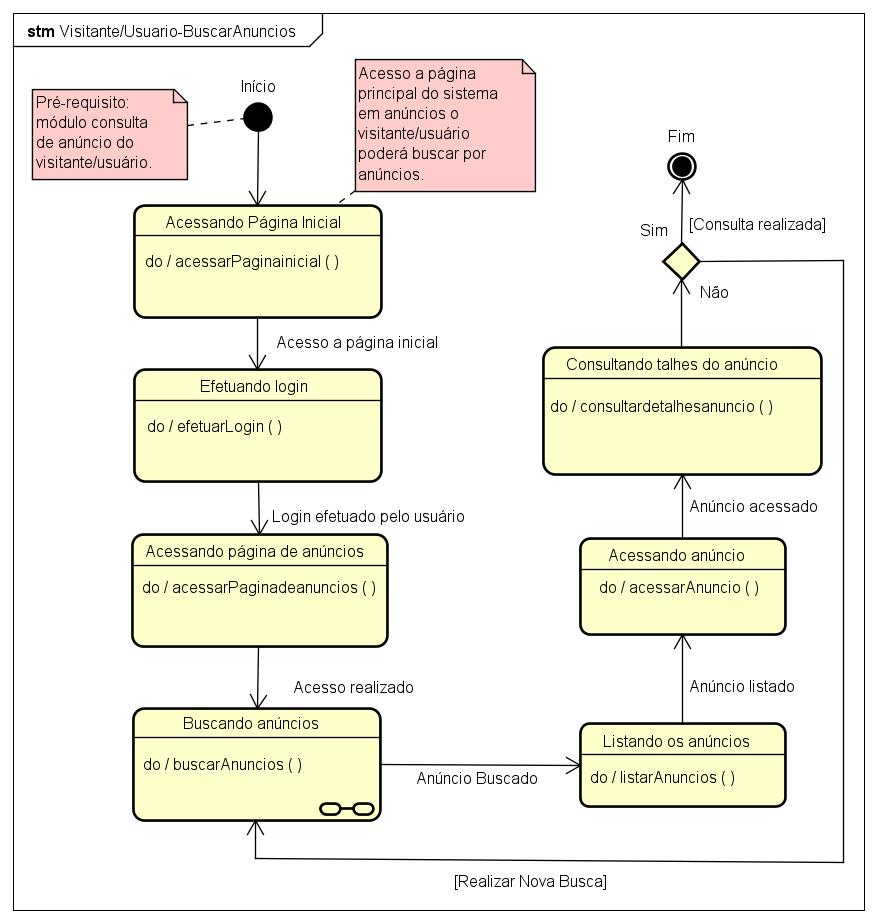 stm Visitante/Usuario-BuscarAnuncios
Pré-requisito:
módulo consulta
de anúncio do
visitante/usuário.
Início
Acesso a página
principal do sistema
em anúncios o
visitante/usuário
poderá buscar por
anúncios.
Acessando Página Inicial
do / acessarPaginainicial ( )
Acesso a página inicial
Efetuando login
do / efetuarLogin ( )
Login efetuado pelo usuário
Acessando página de anúncios
do / acessarPaginadeanuncios ( )
Acesso realizado
Buscando anúncios
do / buscarAnuncios ( )
Anúncio Buscado
Listando os anúncios
do / listarAnuncios ( )
Anúncio listado
Acessando anúncio
do / acessarAnuncio ( )
Anúncio acessado
Consultando talhes do anúncio
do / consultardetalhesanuncio ( )
Não
Sim
[Consulta realizada]
Fim
[Realizar Nova Busca]